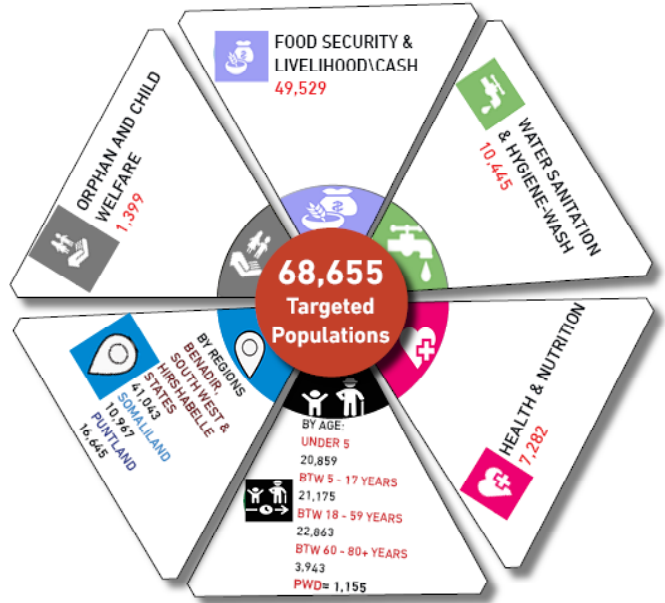 FOOD SECURITY &
LIVELIHOOD\CASH
49,529
WATER SANITATION
& HYGIENE-WASH
10,445
HEALTH & NUTRITION
7,282
BY AGE:
UNDER 5
20,859
BTW 5 - 17 YEARS
21,175
BTW 18 - 59 YEARS
22,863
BTW 60 - 80+ YEARS
3,943
PWD= 1,155
BY REGIONS
BENADIR,
SOUTH WEST &
HIRSHABELLE
STATES
41,043
SOMALILAND
10,967
PUNTLAND
16,645
ORPHAN AND CHILD
WELFARE
1,399
68,655
Targeted
Populations